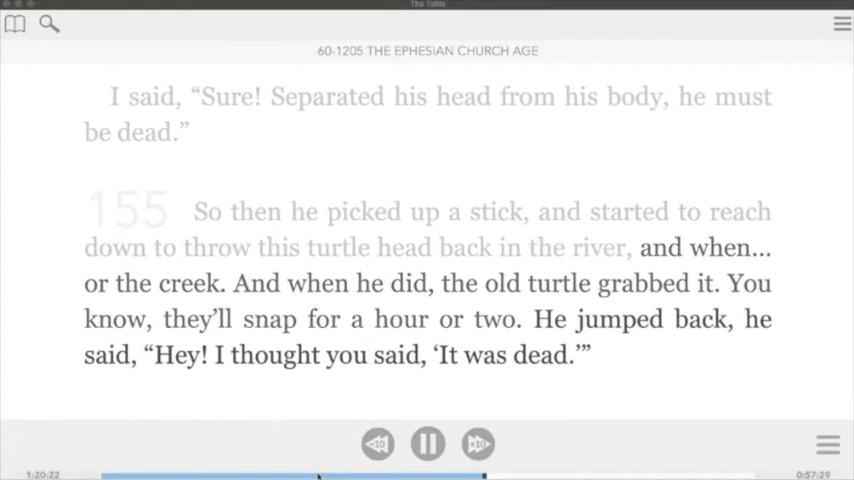 The Table
60-1205 THE EPHESIAN CHURCH AGE
I said, “Sure! Separated his head from his body, he must
be dead.”
155 So then he picked up a stick, and started to reach
down to throw this turtle head back in the river, and when...
or the creek. And when he did, the old turtle grabbed it. You
know, they’ll snap for a hour or two. He jumped back, he
said, “Hey! I thought you said, ‘It was dead.’”
-10 +10
1:20:22 0:57:29